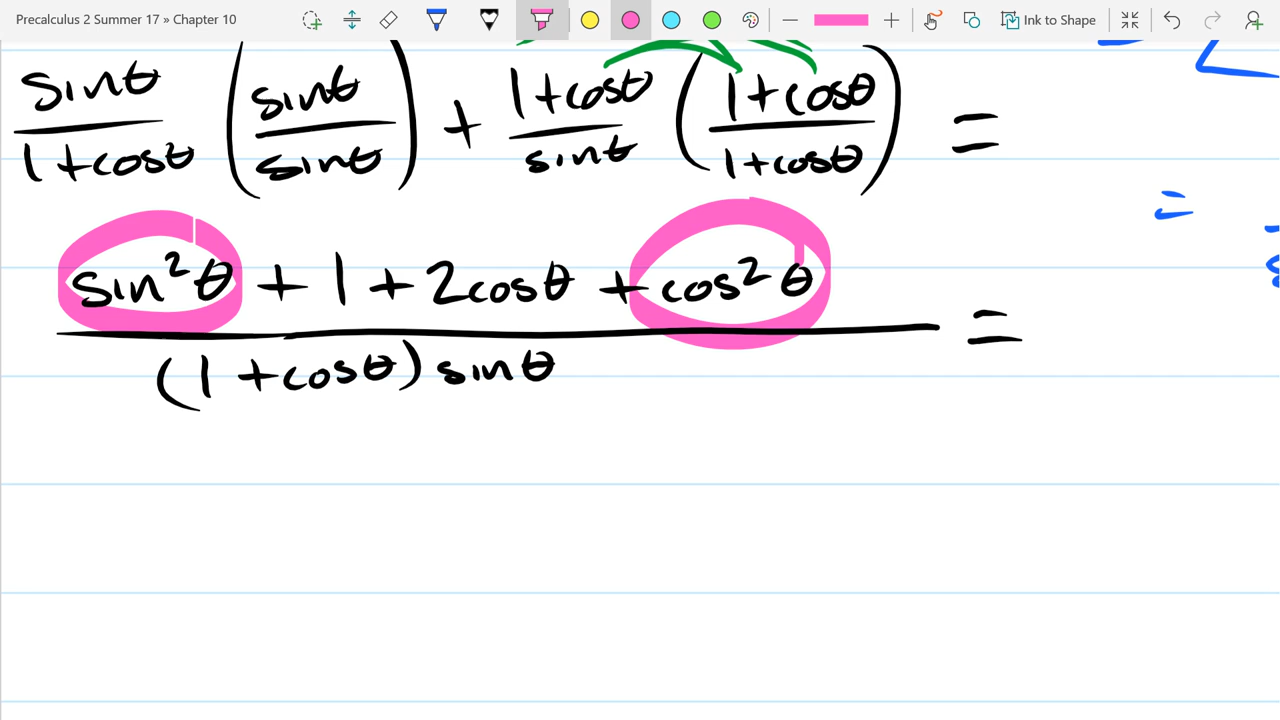 Precalculus 2 Summer 17 » Chapter 10 Ink to Shape
sinθ/(1+cosθ) (sinθ/sinθ) + (1+cosθ)/sinθ ((1+cosθ)/(1+cosθ)) =
=
(sin²θ + 1 + 2cosθ + cos²θ)/((1+cosθ) sinθ) =